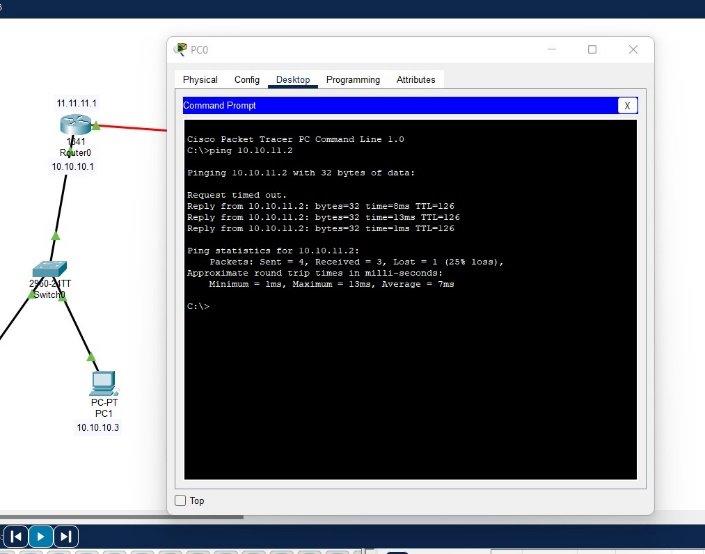 PC0
Physical Config Desktop Programming Attributes
Command Prompt
X
Cisco Packet Tracer PC Command Line 1.0
C:\>ping 10.10.11.2
Pinging 10.10.11.2 with 32 bytes of data:
Request timed out.
Reply from 10.10.11.2: bytes=32 time=8ms TTL=126
Reply from 10.10.11.2: bytes=32 time=13ms TTL=126
Reply from 10.10.11.2: bytes=32 time=1ms TTL=126
Ping statistics for 10.10.11.2:
Packets: Sent = 4, Received = 3, Lost = 1 (25% loss),
Approximate round trip times in milli-seconds:
Minimum = 1ms, Maximum = 13ms, Average = 7ms
C:\>
Top
11.11.11.1
1841
Router0
10.10.10.1
2960-24TT
Switch0
PC-PT
PC1
10.10.10.3